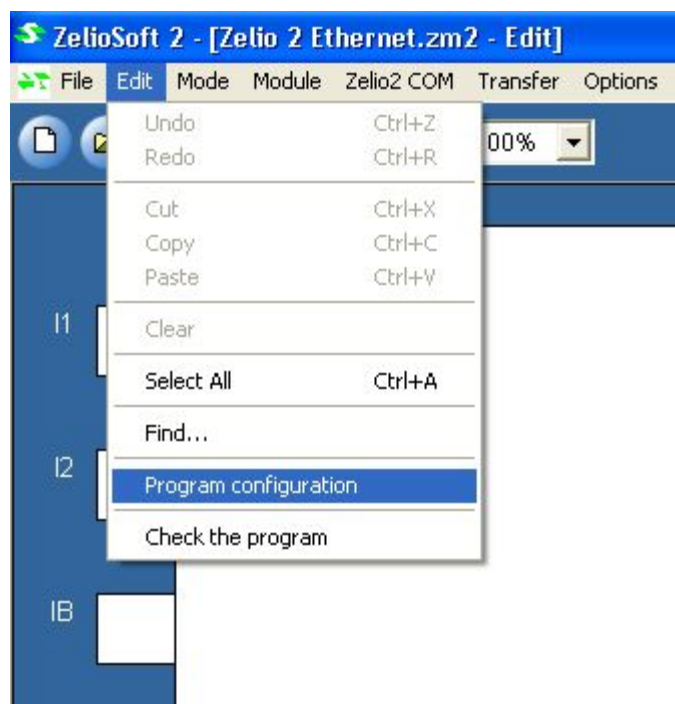 ZelioSoft 2 - [Zelio 2 Ethernet.zm2 - Edit]
File Edit Mode Module Zelio2 COM Transfer Options
Undo Ctrl+Z
00%
Redo Ctrl+R
Cut Ctrl+X
Copy Ctrl+C
Paste Ctrl+V
I1
Clear
Select All Ctrl+A
Find...
I2
Program configuration
Check the program
IB